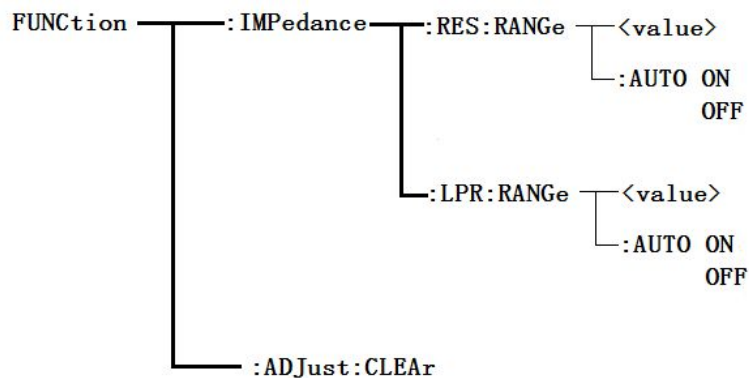 FUNCtion :IMPedance :RES:RANGe <value>
:AUTO ON
OFF
:LPR:RANGe <value>
:AUTO ON
OFF
:ADJust:CLEAr